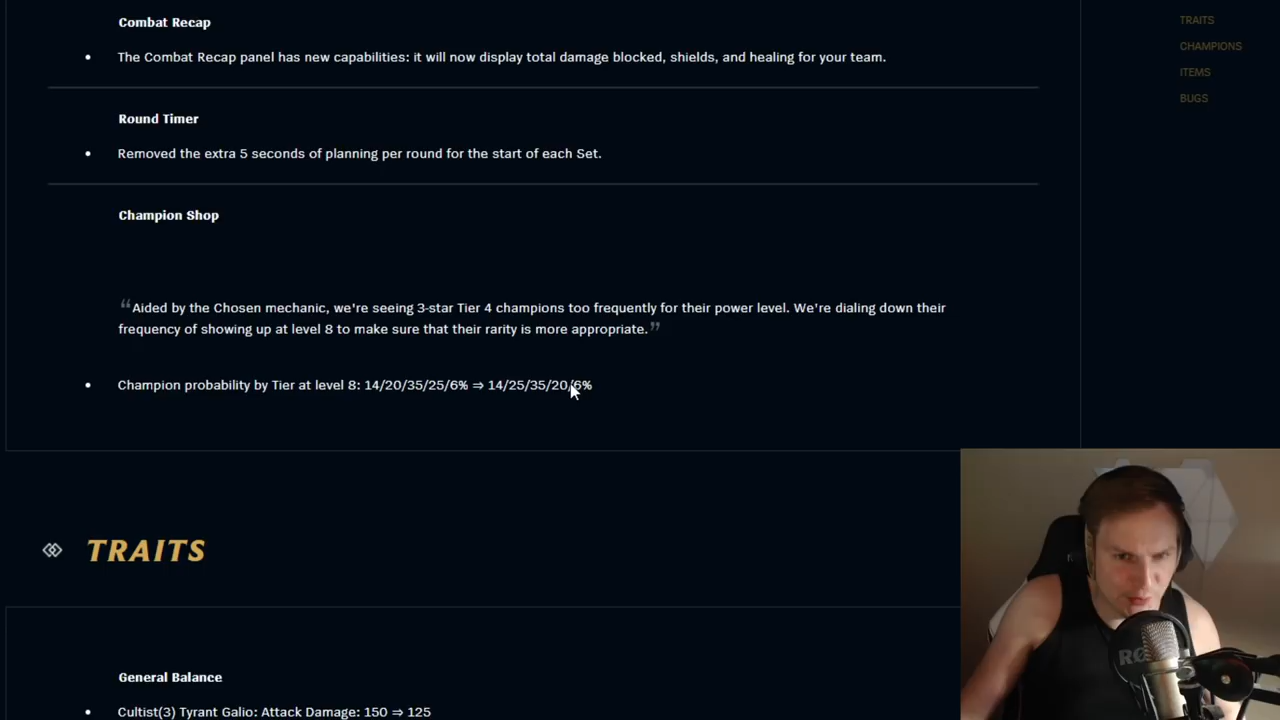 Combat Recap
• The Combat Recap panel has new capabilities: it will now display total damage blocked, shields, and healing for your team.
Round Timer
• Removed the extra 5 seconds of planning per round for the start of each Set.
Champion Shop
“Aided by the Chosen mechanic, we're seeing 3-star Tier 4 champions too frequently for their power level. We're dialing down their
frequency of showing up at level 8 to make sure that their rarity is more appropriate.”
• Champion probability by Tier at level 8: 14/20/35/25/6% ⇒ 14/25/35/20/6%
TRAITS
General Balance
• Cultist(3) Tyrant Galio: Attack Damage: 150 ⇒ 125
TRAITS
CHAMPIONS
ITEMS
BUGS